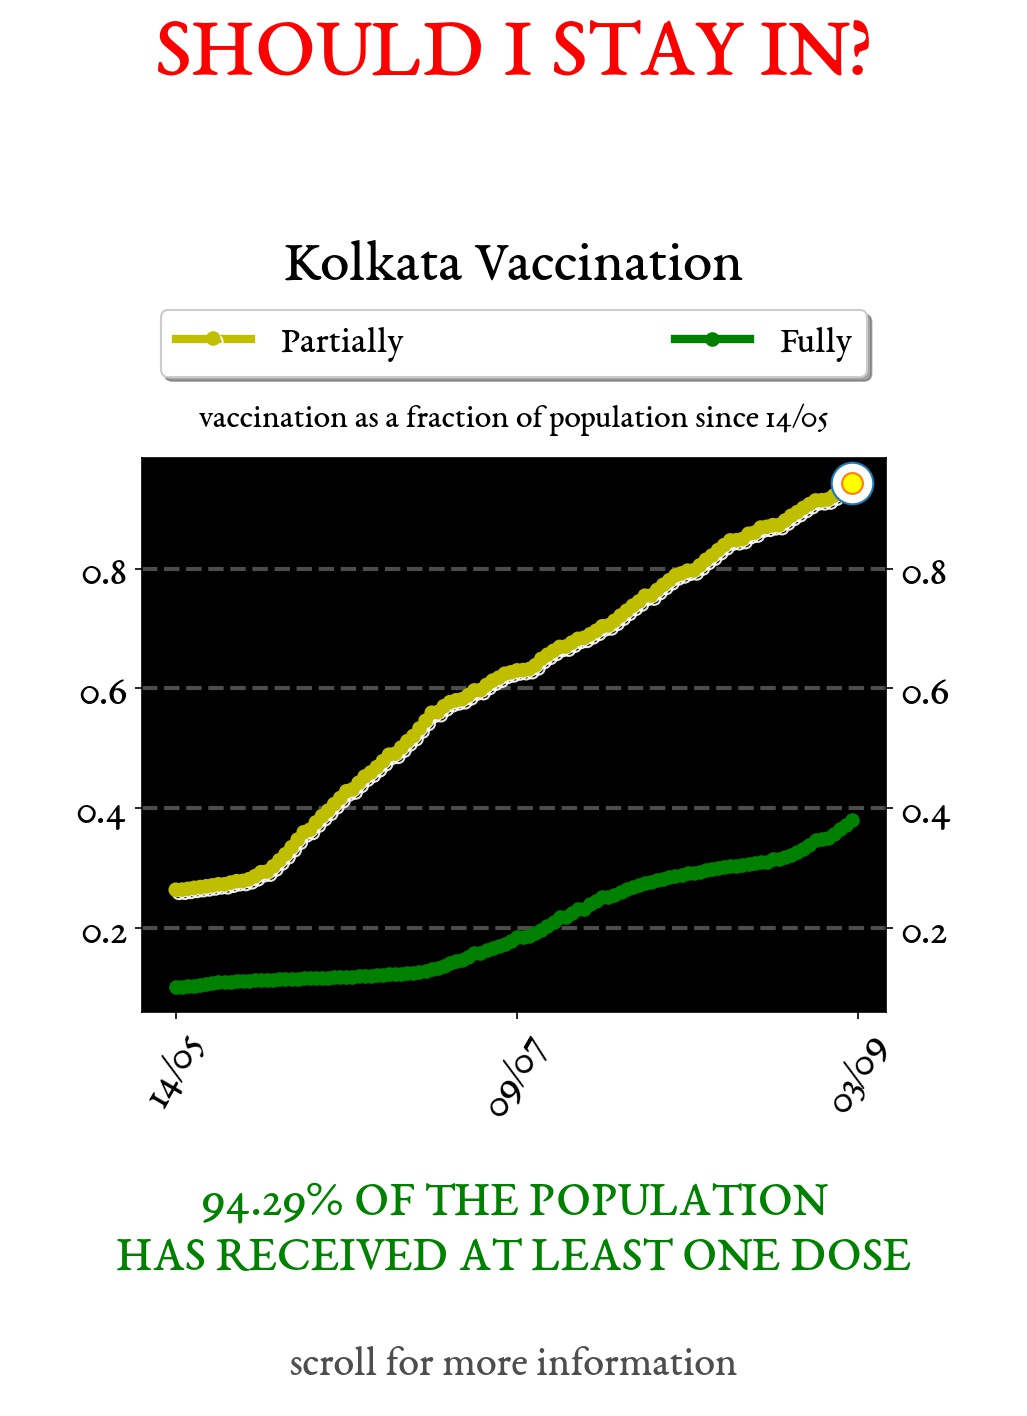 SHOULD I STAY IN?
Kolkata Vaccination
Partially Fully
vaccination as a fraction of population since 14/05
0.8 0.8
0.6 0.6
0.4 0.4
0.2 0.2
14/05 09/07 03/09
94.29% OF THE POPULATION
HAS RECEIVED AT LEAST ONE DOSE
scroll for more information